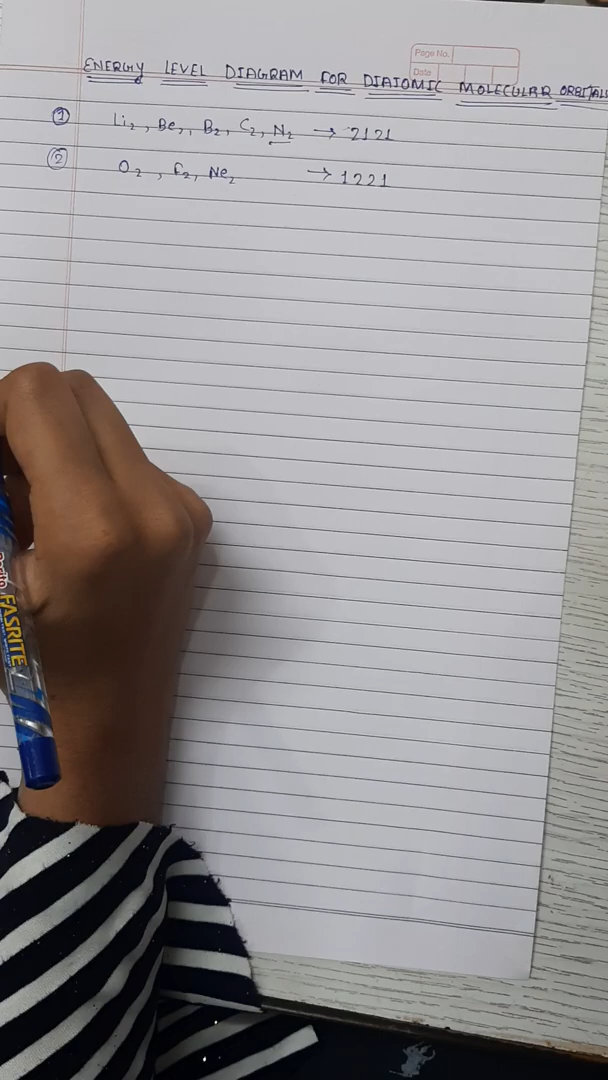 Page No.
Date
ENERGY LEVEL DIAGRAM FOR DIATOMIC MOLECULAR ORBITALS
① Li₂, Be₂, B₂, C₂, N₂ → 2121
② O₂, F₂, Ne₂ → 1221
FASRITE